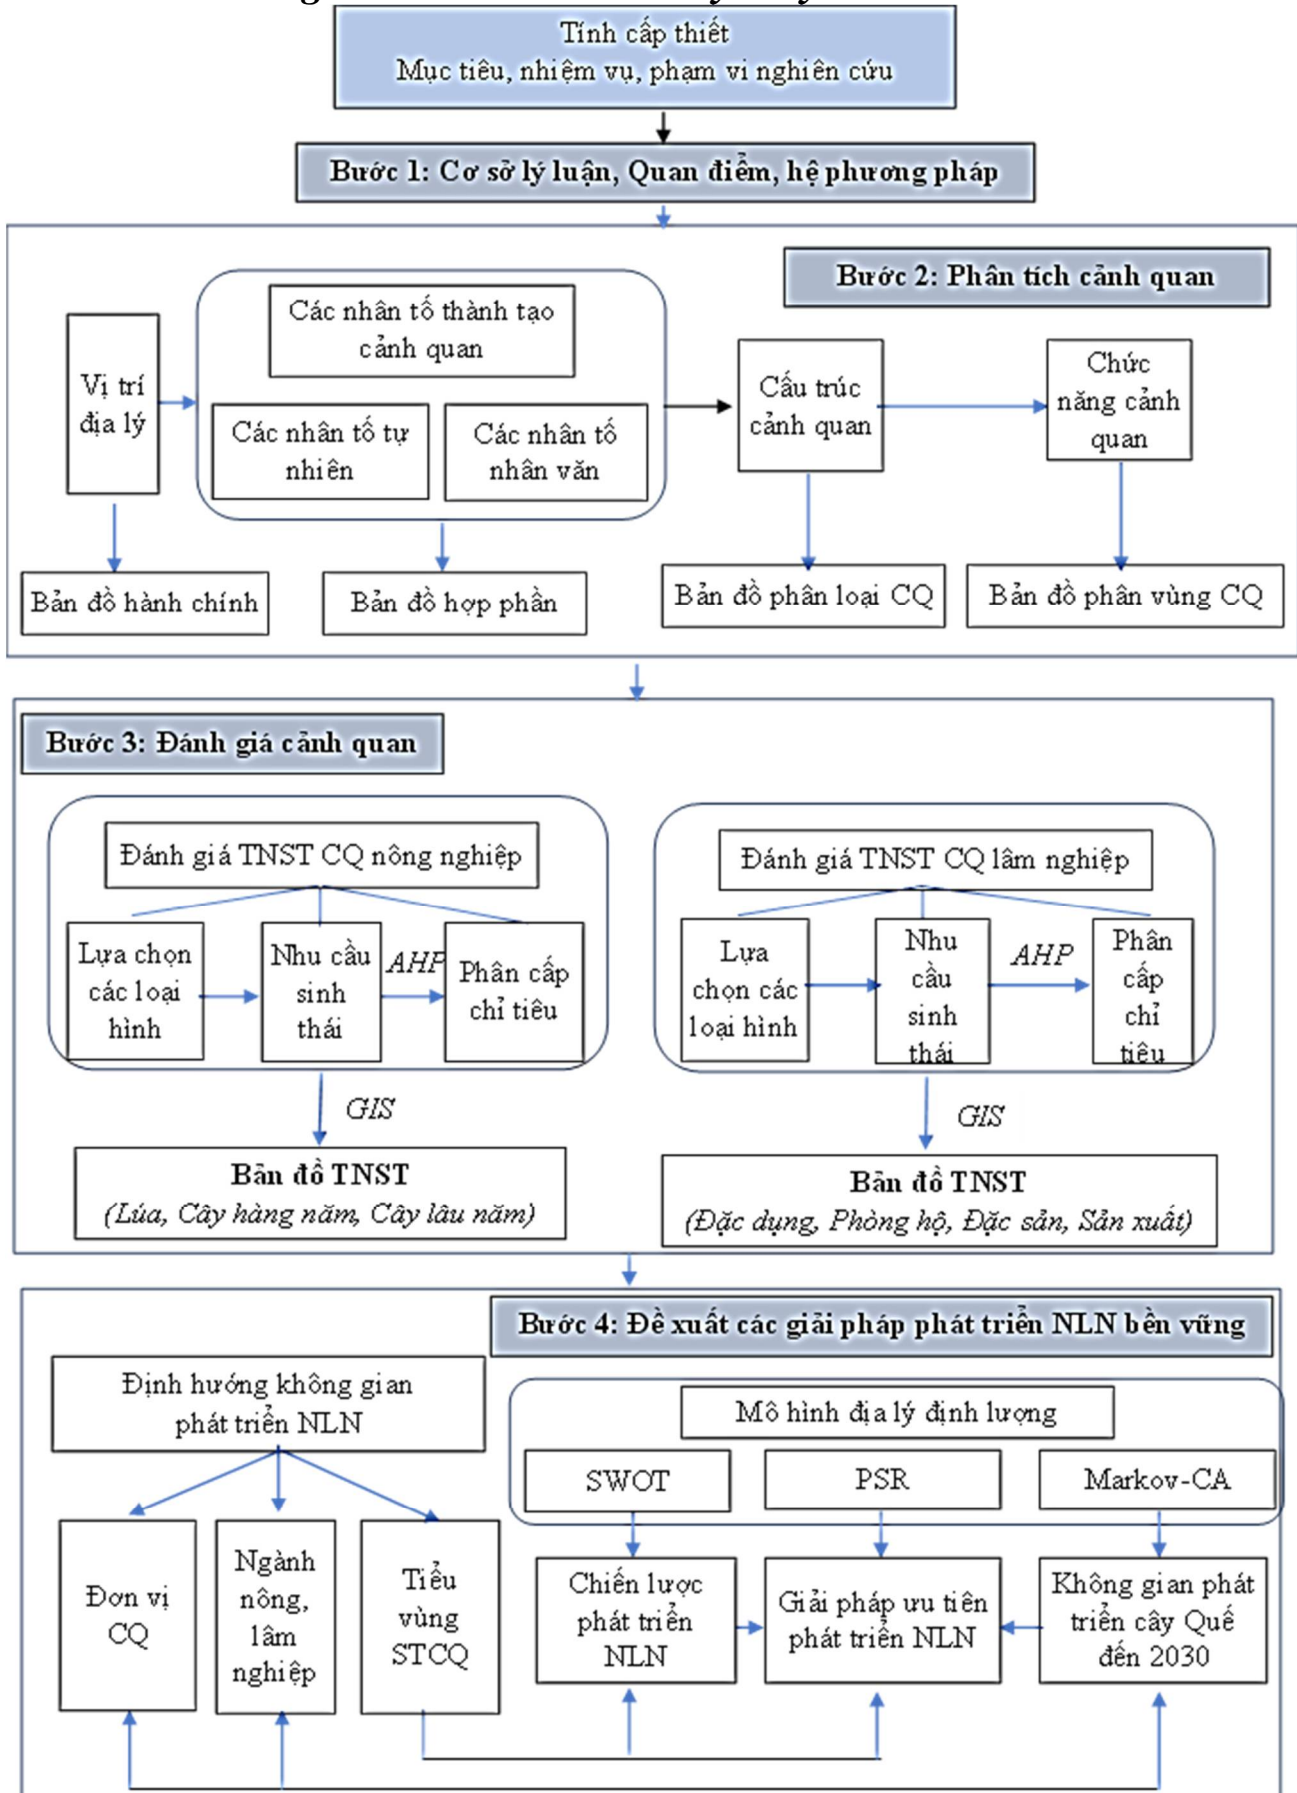 Tính cấp thiết
Mục tiêu, nhiệm vụ, phạm vi nghiên cứu
Bước 1: Cơ sở lý luận, Quan điểm, hệ phương pháp
Bước 2: Phân tích cảnh quan
Các nhân tố thành tạo
cảnh quan
Vị trí
địa lý
Các nhân tố tự
nhiên
Các nhân tố
nhân văn
Cấu trúc
cảnh quan
Chức
năng cảnh
quan
Bản đồ hành chính
Bản đồ hợp phần
Bản đồ phân loại CQ
Bản đồ phân vùng CQ
Bước 3: Đánh giá cảnh quan
Đánh giá TNST CQ nông nghiệp
Lựa chọn
các loại
hình
Nhu cầu
sinh
thái
AHP
Phân cấp
chỉ tiêu
GIS
Bản đồ TNST
(Lúa, Cây hàng năm, Cây lâu năm)
Đánh giá TNST CQ lâm nghiệp
Lựa
chọn các
loại hình
Nhu
cầu
sinh
thái
AHP
Phân
cấp
chỉ
tiêu
GIS
Bản đồ TNST
(Đặc dụng, Phòng hộ, Đặc sản, Sản xuất)
Bước 4: Đề xuất các giải pháp phát triển NLN bền vững
Định hướng không gian
phát triển NLN
Mô hình địa lý định lượng
SWOT
PSR
Markov-CA
Đơn vị
CQ
Ngành
nông,
lâm
nghiệp
Tiểu
vùng
STCQ
Chiến lược
phát triển
NLN
Giải pháp ưu tiên
phát triển NLN
Không gian phát
triển cây Quế
đến 2030